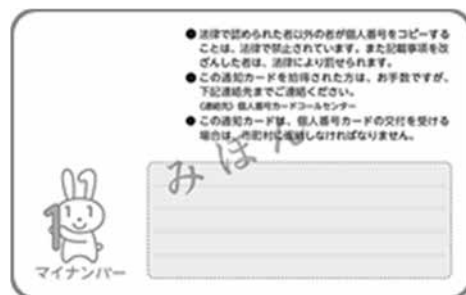 ●法律で認められた者以外の者が個人番号をコピーする
ことは、法律で禁止されています。また記載事項を改
ざんした者は、法律により罰せられます。
●この通知カードを拾得された方は、お手数ですが、
下記連絡先までご連絡ください。
《連絡先》個人番号カードコールセンター
●この通知カードは、個人番号カードの交付を受ける
場合は、市町村に返納しなければなりません。
みほん
1
マイナンバー